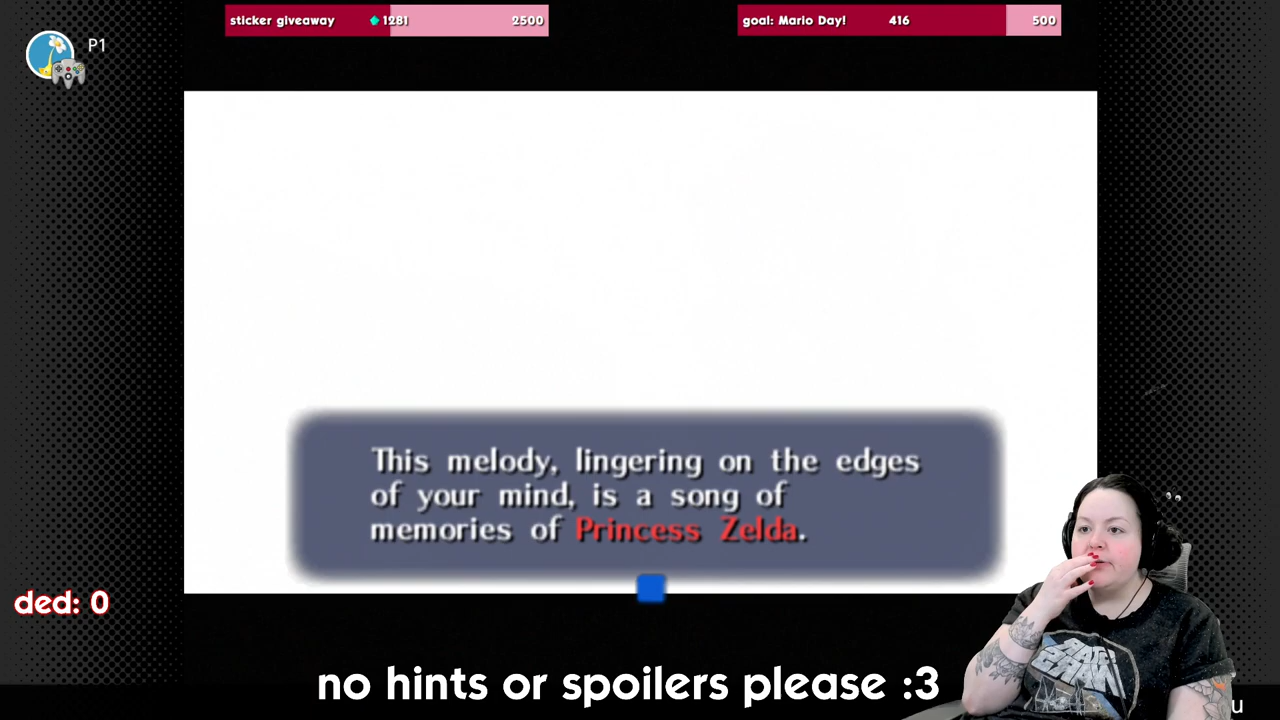 sticker giveaway 1281 2500
goal: Mario Day! 416 500
P1
This melody, lingering on the edges
of your mind, is a song of
memories of Princess Zelda.
ded: 0
no hints or spoilers please :3
u